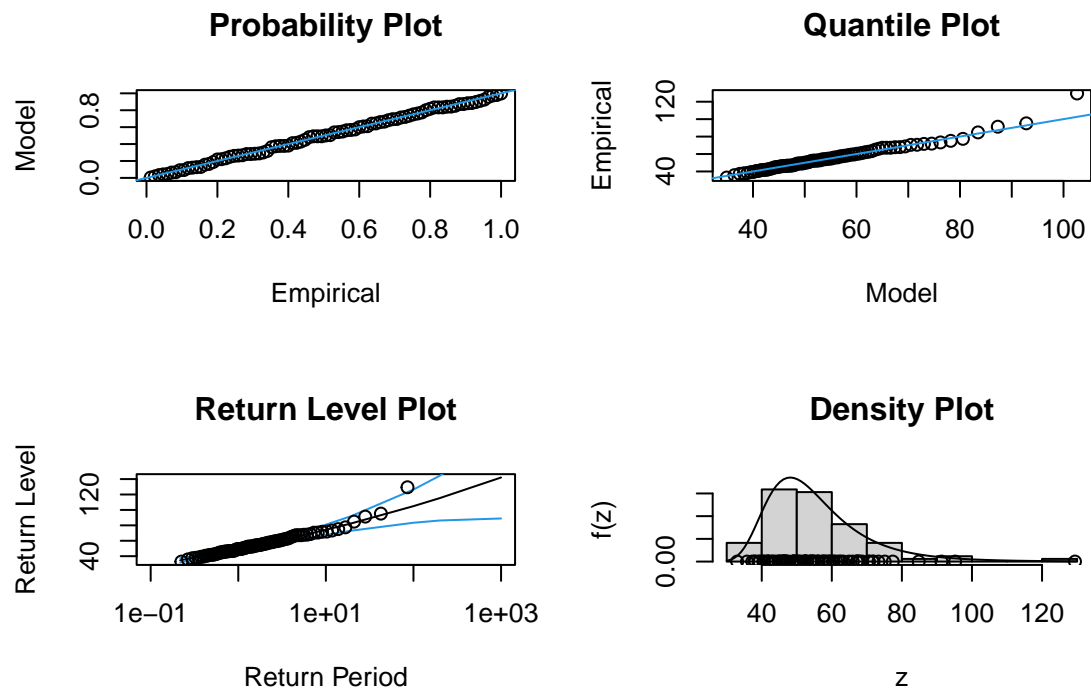 Probability Plot
Model
0.0 0.8
0.0 0.2 0.4 0.6 0.8 1.0
Empirical
Quantile Plot
Empirical
40 120
40 60 80 100
Model
Return Level Plot
Return Level
40 120
1e−01 1e+01 1e+03
Return Period
Density Plot
f(z)
0.00
40 60 80 100 120
z